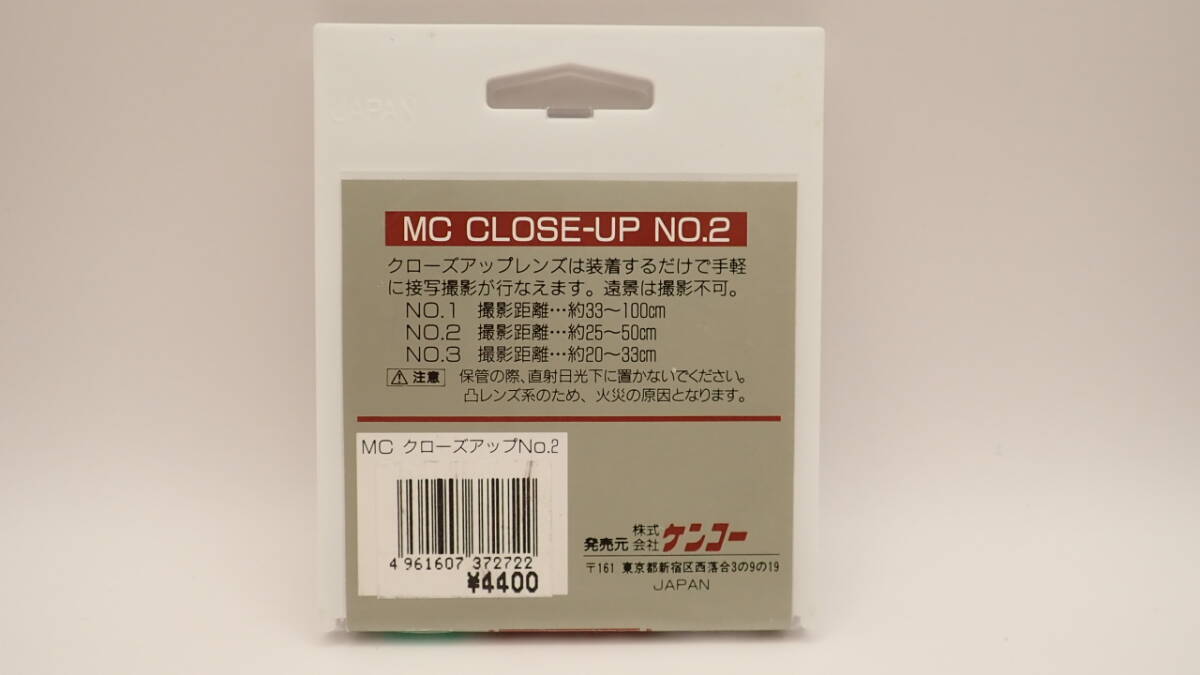 JAPAN
MC CLOSE-UP NO.2
クローズアップレンズは装着するだけで手軽
に接写撮影が行なえます。遠景は撮影不可。
NO.1 撮影距離…約33～100cm
NO.2 撮影距離…約25～50cm
NO.3 撮影距離…約20～33cm
⚠注意 保管の際、直射日光下に置かないでください。
凸レンズ系のため、火災の原因となります。
MC クローズアップNo.2
4 961607 372722
¥4400
発売元 株式会社 ケンコー
〒161 東京都新宿区西落合3の9の19
JAPAN